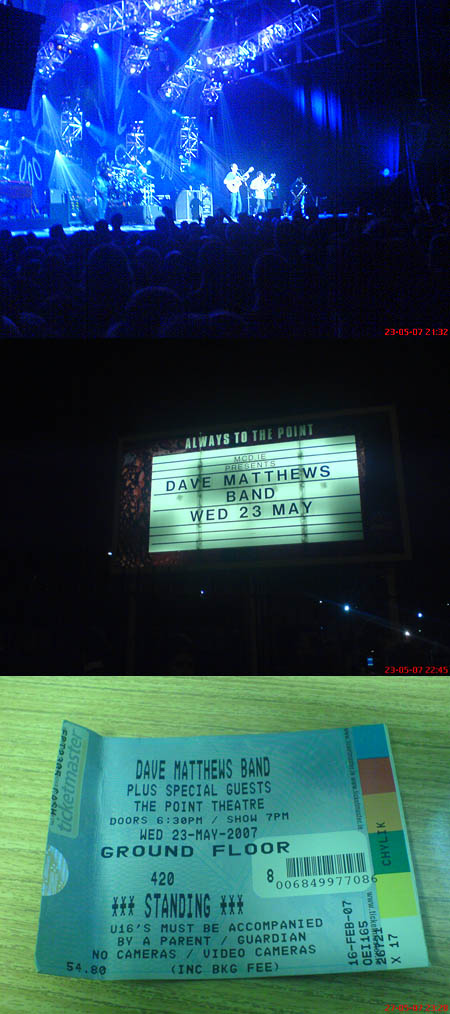 23-05-07 21:32
ALWAYS TO THE POINT
MCD.IE
PRESENTS
DAVE MATTHEWS
BAND
WED 23 MAY
23-05-07 22:45
ticketmaster
DAVE MATTHEWS BAND
PLUS SPECIAL GUESTS
THE POINT THEATRE
DOORS 6:30PM / SHOW 7PM
WED 23-MAY-2007
GROUND FLOOR
420
8
006849977086
*** STANDING ***
U16'S MUST BE ACCOMPANIED
BY A PARENT / GUARDIAN
NO CAMERAS / VIDEO CAMERAS
54.80
(INC BKG FEE)
16-FEB-07
OEI165
X 17
CHYLIK